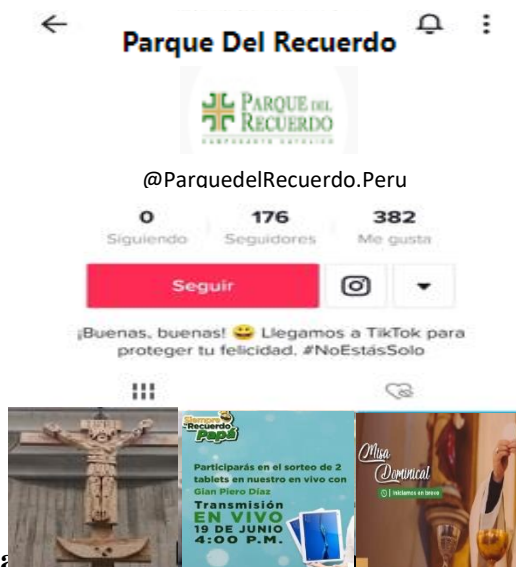 Parque Del Recuerdo
PARQUE DEL
RECUERDO
CAMPOSANTO CATÓLICO
@ParquedelRecuerdo.Peru
0 176 382
Siguiendo Seguidores Me gusta
Seguir
¡Buenas, buenas! 😀 Llegamos a TikTok para
proteger tu felicidad. #NoEstásSolo
Siempre
Recuerdo
Papá
Participarás en el sorteo de 2
tablets en nuestro en vivo con
Gian Piero Díaz
Transmisión
EN VIVO
19 DE JUNIO
4:00 P.M.
Misa
Dominical
Iniciamos en breve
a